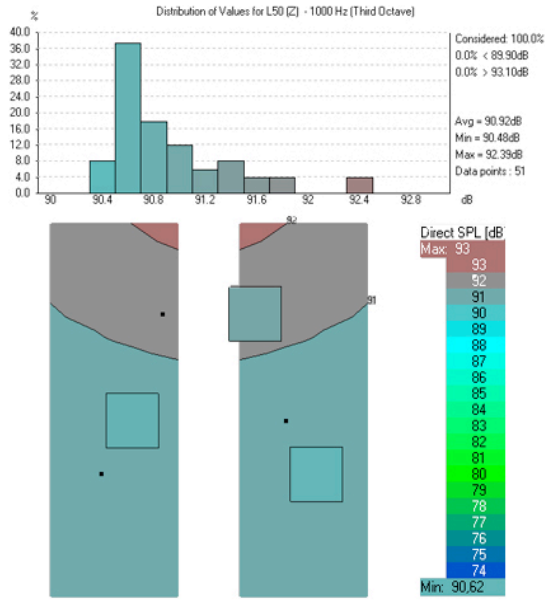 Distribution of Values for L50 (Z) - 1000 Hz (Third Octave)
%
40.0
36.0
32.0
28.0
24.0
20.0
16.0
12.0
8.0
4.0
0.0
90 90.4 90.8 91.2 91.6 92 92.4 92.8 dB
Considered: 100.0%
0.0% < 89.90dB
0.0% > 93.10dB
Avg = 90.92dB
Min = 90.48dB
Max = 92.39dB
Data points : 51
92
91
Direct SPL [dB]
Max: 93
93
92
91
90
89
88
87
86
85
84
83
82
81
80
79
78
77
76
75
74
Min: 90,62